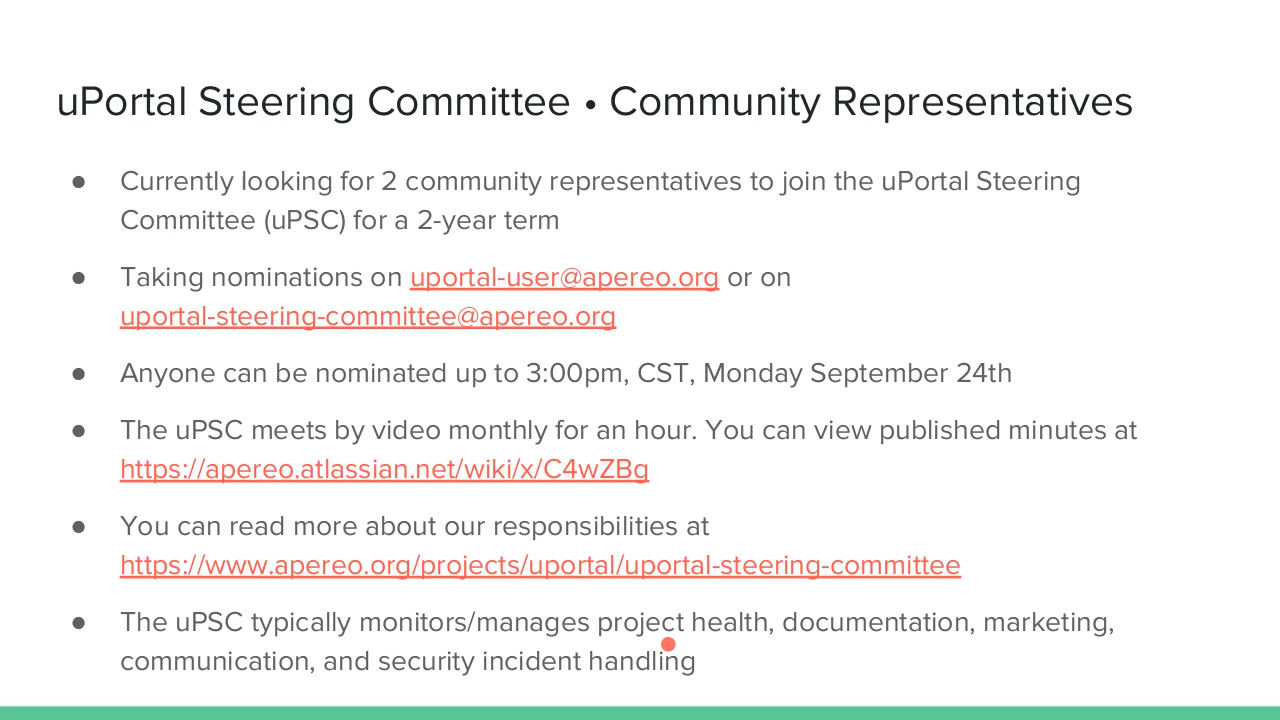 uPortal Steering Committee • Community Representatives
● Currently looking for 2 community representatives to join the uPortal Steering
Committee (uPSC) for a 2-year term
● Taking nominations on uportal-user@apereo.org or on
uportal-steering-committee@apereo.org
● Anyone can be nominated up to 3:00pm, CST, Monday September 24th
● The uPSC meets by video monthly for an hour. You can view published minutes at
https://apereo.atlassian.net/wiki/x/C4wZBg
● You can read more about our responsibilities at
https://www.apereo.org/projects/uportal/uportal-steering-committee
● The uPSC typically monitors/manages project health, documentation, marketing,
communication, and security incident handling